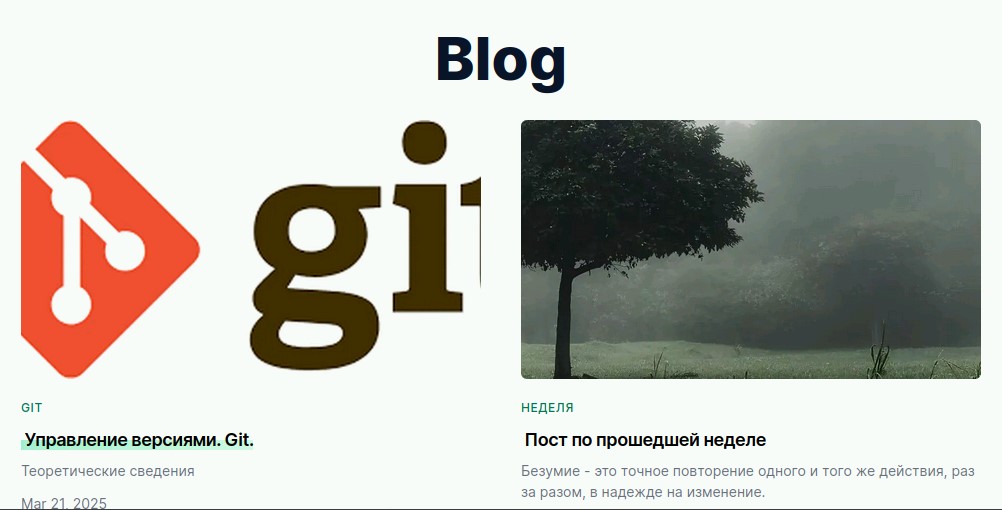 Blog
git
GIT
Управление версиями. Git.
Теоретические сведения
Mar 21, 2025
НЕДЕЛЯ
Пост по прошедшей неделе
Безумие - это точное повторение одного и того же действия, раз
за разом, в надежде на изменение.